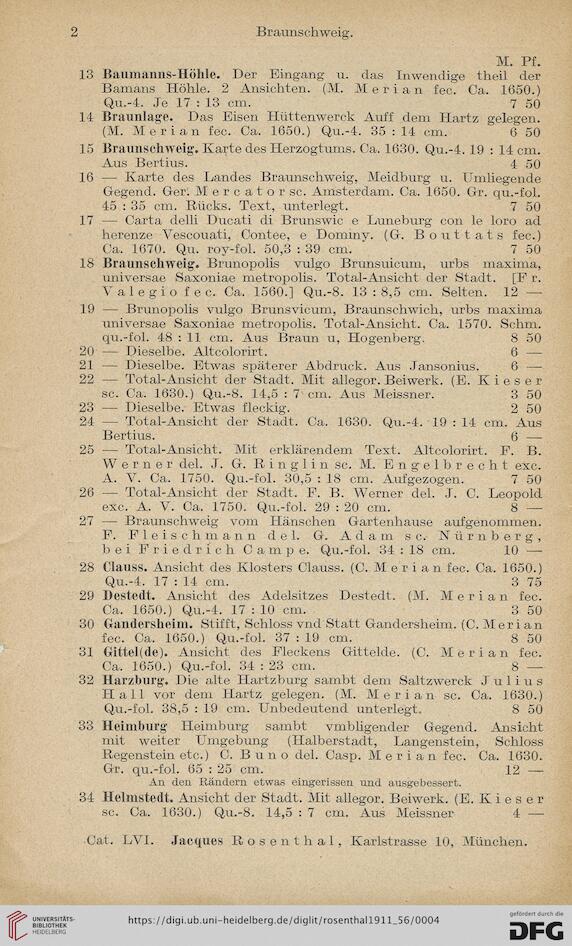 2 Braunschweig.
M. Pf.
13 Baumanns-Höhle. Der Eingang u. das Inwendige theil der
Bamans Höhle. 2 Ansichten. (M. Merian fec. Ca. 1650.)
Qu.-4. Je 17 : 13 cm. 7 50
14 Braunlage. Das Eisen Hüttenwerck Auff dem Hartz gelegen.
(M. Merian fec. Ca. 1650.) Qu.-4. 35 : 14 cm. 6 50
15 Braunschweig. Karte des Herzogtums. Ca. 1630. Qu.-4. 19 : 14 cm.
Aus Bertius. 4 50
16 — Karte des Landes Braunschweig, Meidburg u. Umliegende
Gegend. Ger. Mercator sc. Amsterdam. Ca. 1650. Gr. qu.-fol.
45 : 35 cm. Rücks. Text, unterlegt. 7 50
17 — Carta delli Ducati di Brunswic e Luneburg con le loro ad
herenze Vescouati, Contee, e Dominy. (G. Bouttats fec.)
Ca. 1670. Qu. roy-fol. 50,3 : 39 cm. 7 50
18 Braunschweig. Brunopolis vulgo Brunsuicum, urbs maxima,
universae Saxoniae metropolis. Total-Ansicht der Stadt. [Fr.
Valegio fec. Ca. 1560.] Qu.-8. 13 : 8,5 cm. Selten. 12 —
19 — Brunopolis vulgo Brunsvicum, Braunschwich, urbs maxima
universae Saxoniae metropolis. Total-Ansicht. Ca. 1570. Schm.
qu.-fol. 48 : 11 cm. Aus Braun u, Hogenberg. 8 50
20 — Dieselbe. Altcolorirt. 6 —
21 — Dieselbe. Etwas späterer Abdruck. Aus Jansonius. 6 —
22 — Total-Ansicht der Stadt. Mit allegor. Beiwerk. (E. Kieser
sc. Ca. 1630.) Qu.-8. 14,5 : 7 cm. Aus Meissner. 3 50
23 — Dieselbe. Etwas fleckig. 2 50
24 — Total-Ansicht der Stadt. Ca. 1630. Qu.-4. 19 : 14 cm. Aus
Bertius. 6 —
25 — Total-Ansicht. Mit erklärendem Text. Altcolorirt. F. B.
Werner del. J. G. Ringlin sc. M. Engelbrecht exc.
A. V. Ca. 1750. Qu.-fol. 30,5 : 18 cm. Aufgezogen. 7 50
26 — Total-Ansicht der Stadt. F. B. Werner del. J. C. Leopold
exc. A. V. Ca. 1750. Qu.-fol. 29 : 20 cm. 8 —
27 — Braunschweig vom Hänschen Gartenhause aufgenommen.
F. Fleischmann del. G. Adam sc. Nürnberg,
bei Friedrich Campe. Qu.-fol. 34 : 18 cm. 10 —
28 Clauss. Ansicht des Klosters Clauss. (C. Merian fec. Ca. 1650.)
Qu.-4. 17 : 14 cm. 3 75
29 Destedt. Ansicht des Adelsitzes Destedt. (M. Merian fec.
Ca. 1650.) Qu.-4. 17 : 10 cm. 3 50
30 Gandersheim. Stifft, Schloss vnd Statt Gandersheim. (C. Merian
fec. Ca. 1650.) Qu.-fol. 37 : 19 cm. 8 50
31 Gittel(de). Ansicht des Fleckens Gittelde. (C. Merian fec.
Ca. 1650.) Qu.-fol. 34 : 23 cm. 8 —
32 Harzburg. Die alte Hartzburg sambt dem Saltzwerck Julius
Hall vor dem Hartz gelegen. (M. Merian sc. Ca. 1630.)
Qu.-fol. 38,5 : 19 cm. Unbedeutend unterlegt. 8 50
33 Heimburg Heimburg sambt vmbligender Gegend. Ansicht
mit weiter Umgebung (Halberstadt, Langenstein, Schloss
Regenstein etc.) C. Buno del. Casp. Merian fec. Ca. 1630.
Gr. qu.-fol. 65 : 25 cm. 12 —
An den Rändern etwas eingerissen und ausgebessert.
34 Helmstedt. Ansicht der Stadt. Mit allegor. Beiwerk. (E. Kieser
sc. Ca. 1630.) Qu.-8. 14,5 : 7 cm. Aus Meissner 4 —
Cat. LVI. Jacques Rosenthal, Karlstrasse 10, München.
UNIVERSITÄTS-
BIBLIOTHEK
HEIDELBERG
https://digi.ub.uni-heidelberg.de/diglit/rosenthal1911_56/0004
gefördert durch die
DFG